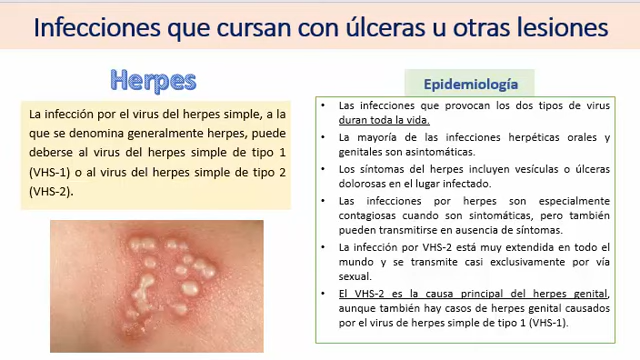 Infecciones que cursan con úlceras u otras lesiones
Herpes
La infección por el virus del herpes simple, a la
que se denomina generalmente herpes, puede
deberse al virus del herpes simple de tipo 1
(VHS-1) o al virus del herpes simple de tipo 2
(VHS-2).
Epidemiología
• Las infecciones que provocan los dos tipos de virus
duran toda la vida.
• La mayoría de las infecciones herpéticas orales y
genitales son asintomáticas.
• Los síntomas del herpes incluyen vesículas o úlceras
dolorosas en el lugar infectado.
• Las infecciones por herpes son especialmente
contagiosas cuando son sintomáticas, pero también
pueden transmitirse en ausencia de síntomas.
• La infección por VHS-2 está muy extendida en todo el
mundo y se transmite casi exclusivamente por vía
sexual.
• El VHS-2 es la causa principal del herpes genital,
aunque también hay casos de herpes genital causados
por el virus de herpes simple de tipo 1 (VHS-1).